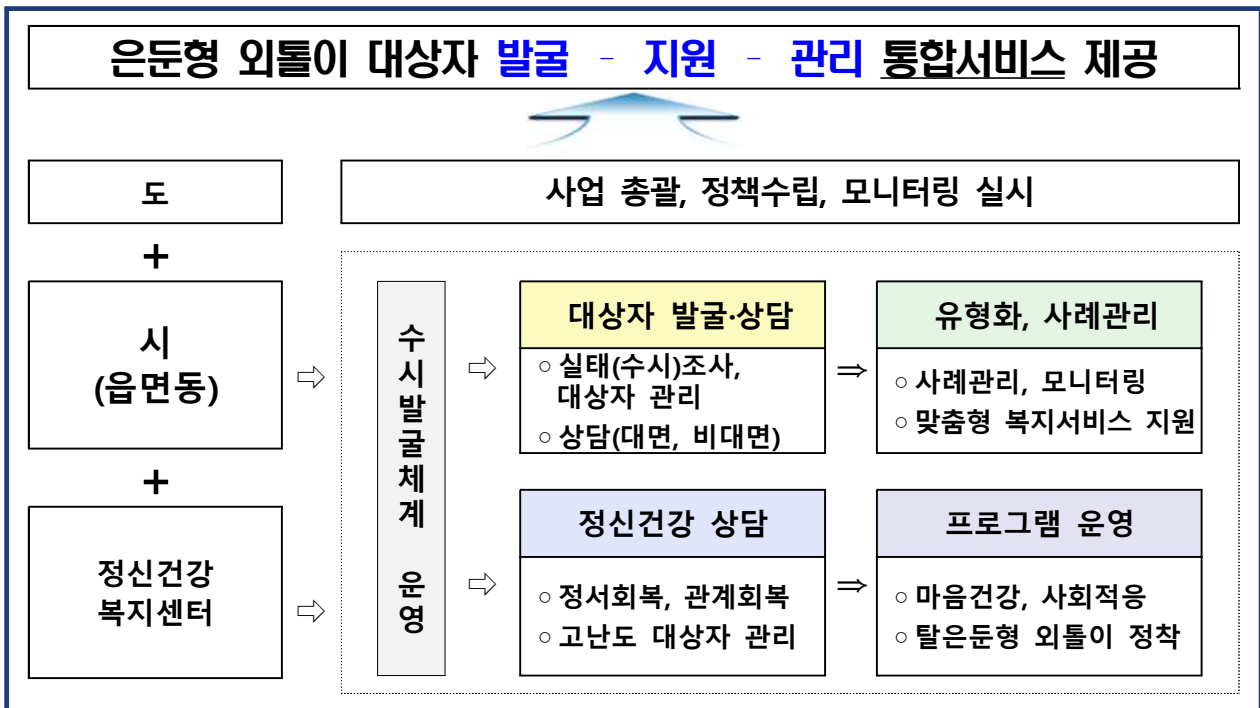 은둔형 외톨이 대상자 발굴 - 지원 - 관리 통합서비스 제공
도
사업 총괄, 정책수립, 모니터링 실시
+
시
(읍면동)
+
정신건강
복지센터
⇨
⇨
수시발굴체계 운영
⇨
대상자 발굴·상담
○ 실태(수시)조사,
대상자 관리
○ 상담(대면, 비대면)
⇒
유형화, 사례관리
○ 사례관리, 모니터링
○ 맞춤형 복지서비스 지원
⇨
정신건강 상담
○ 정서회복, 관계회복
○ 고난도 대상자 관리
⇒
프로그램 운영
○ 마음건강, 사회적응
○ 탈은둔형 외톨이 정착